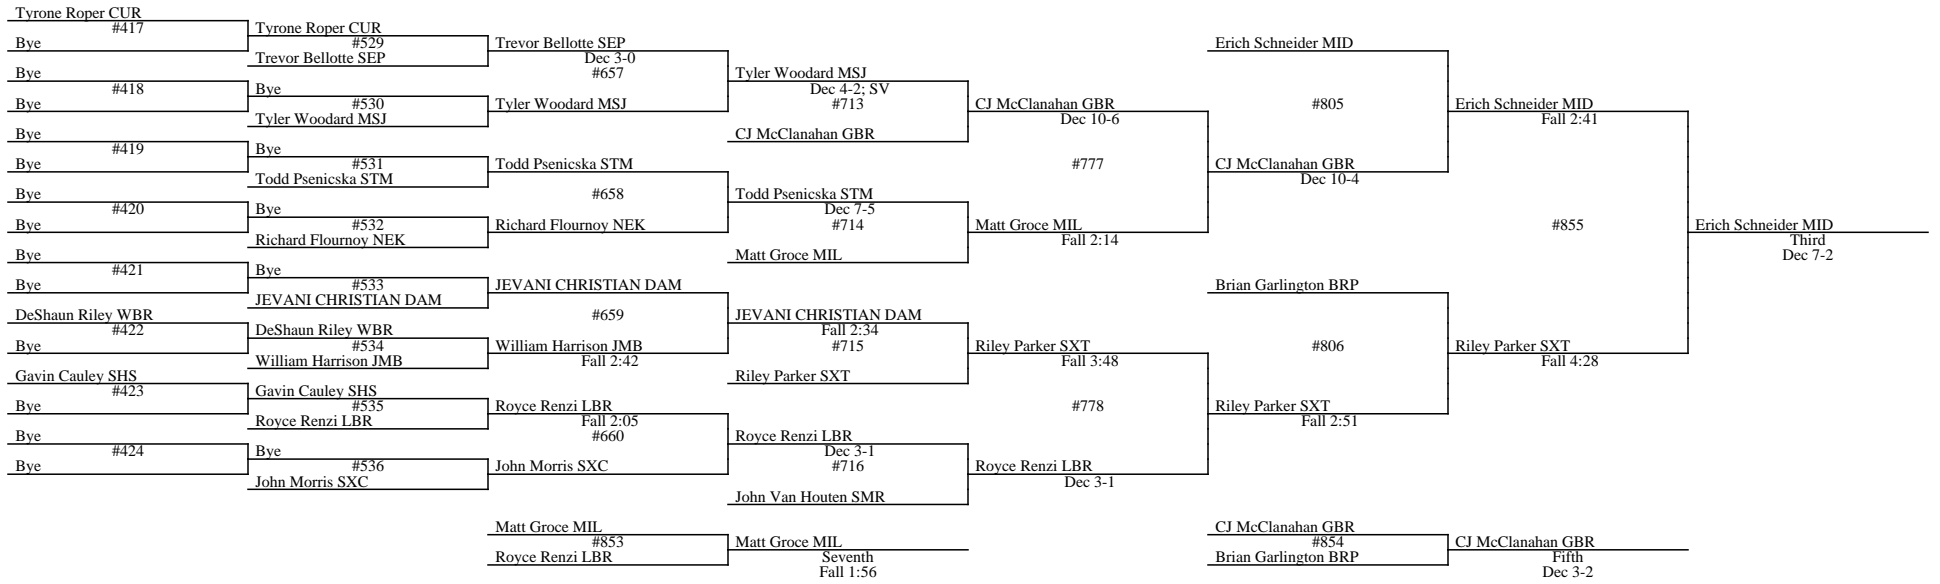 Tyrone Roper CUR
#417
Bye
Bye
#418
Bye
Bye
#419
Bye
Bye
#420
Bye
Bye
#421
Bye
DeShaun Riley WBR
#422
Bye
Gavin Cauley SHS
#423
Bye
Bye
#424
Bye
Tyrone Roper CUR
#529
Trevor Bellotte SEP
Bye
#530
Tyler Woodard MSJ
Bye
#531
Todd Psenicska STM
Bye
#532
Richard Flournoy NEK
Bye
#533
JEVANI CHRISTIAN DAM
DeShaun Riley WBR
#534
William Harrison JMB
Gavin Cauley SHS
#535
Royce Renzi LBR
Bye
#536
John Morris SXC
Trevor Bellotte SEP
Dec 3-0
#657
Tyler Woodard MSJ
Todd Psenicska STM
#658
Richard Flournoy NEK
JEVANI CHRISTIAN DAM
#659
William Harrison JMB
Fall 2:42
Royce Renzi LBR
Fall 2:05
#660
John Morris SXC
Tyler Woodard MSJ
Dec 4-2; SV
#713
CJ McClanahan GBR
Todd Psenicska STM
Dec 7-5
#714
Matt Groce MIL
JEVANI CHRISTIAN DAM
Fall 2:34
#715
Riley Parker SXT
Royce Renzi LBR
Dec 3-1
#716
John Van Houten SMR
CJ McClanahan GBR
Dec 10-6
#777
Matt Groce MIL
Fall 2:14
Riley Parker SXT
Fall 3:48
#778
Royce Renzi LBR
Dec 3-1
Erich Schneider MID
#805
CJ McClanahan GBR
Dec 10-4
Brian Garlington BRP
#806
Riley Parker SXT
Fall 2:51
Erich Schneider MID
Fall 2:41
#855
Riley Parker SXT
Fall 4:28
Erich Schneider MID
Third
Dec 7-2
Matt Groce MIL
#853
Royce Renzi LBR
Matt Groce MIL
Seventh
Fall 1:56
CJ McClanahan GBR
#854
Brian Garlington BRP
CJ McClanahan GBR
Fifth
Dec 3-2